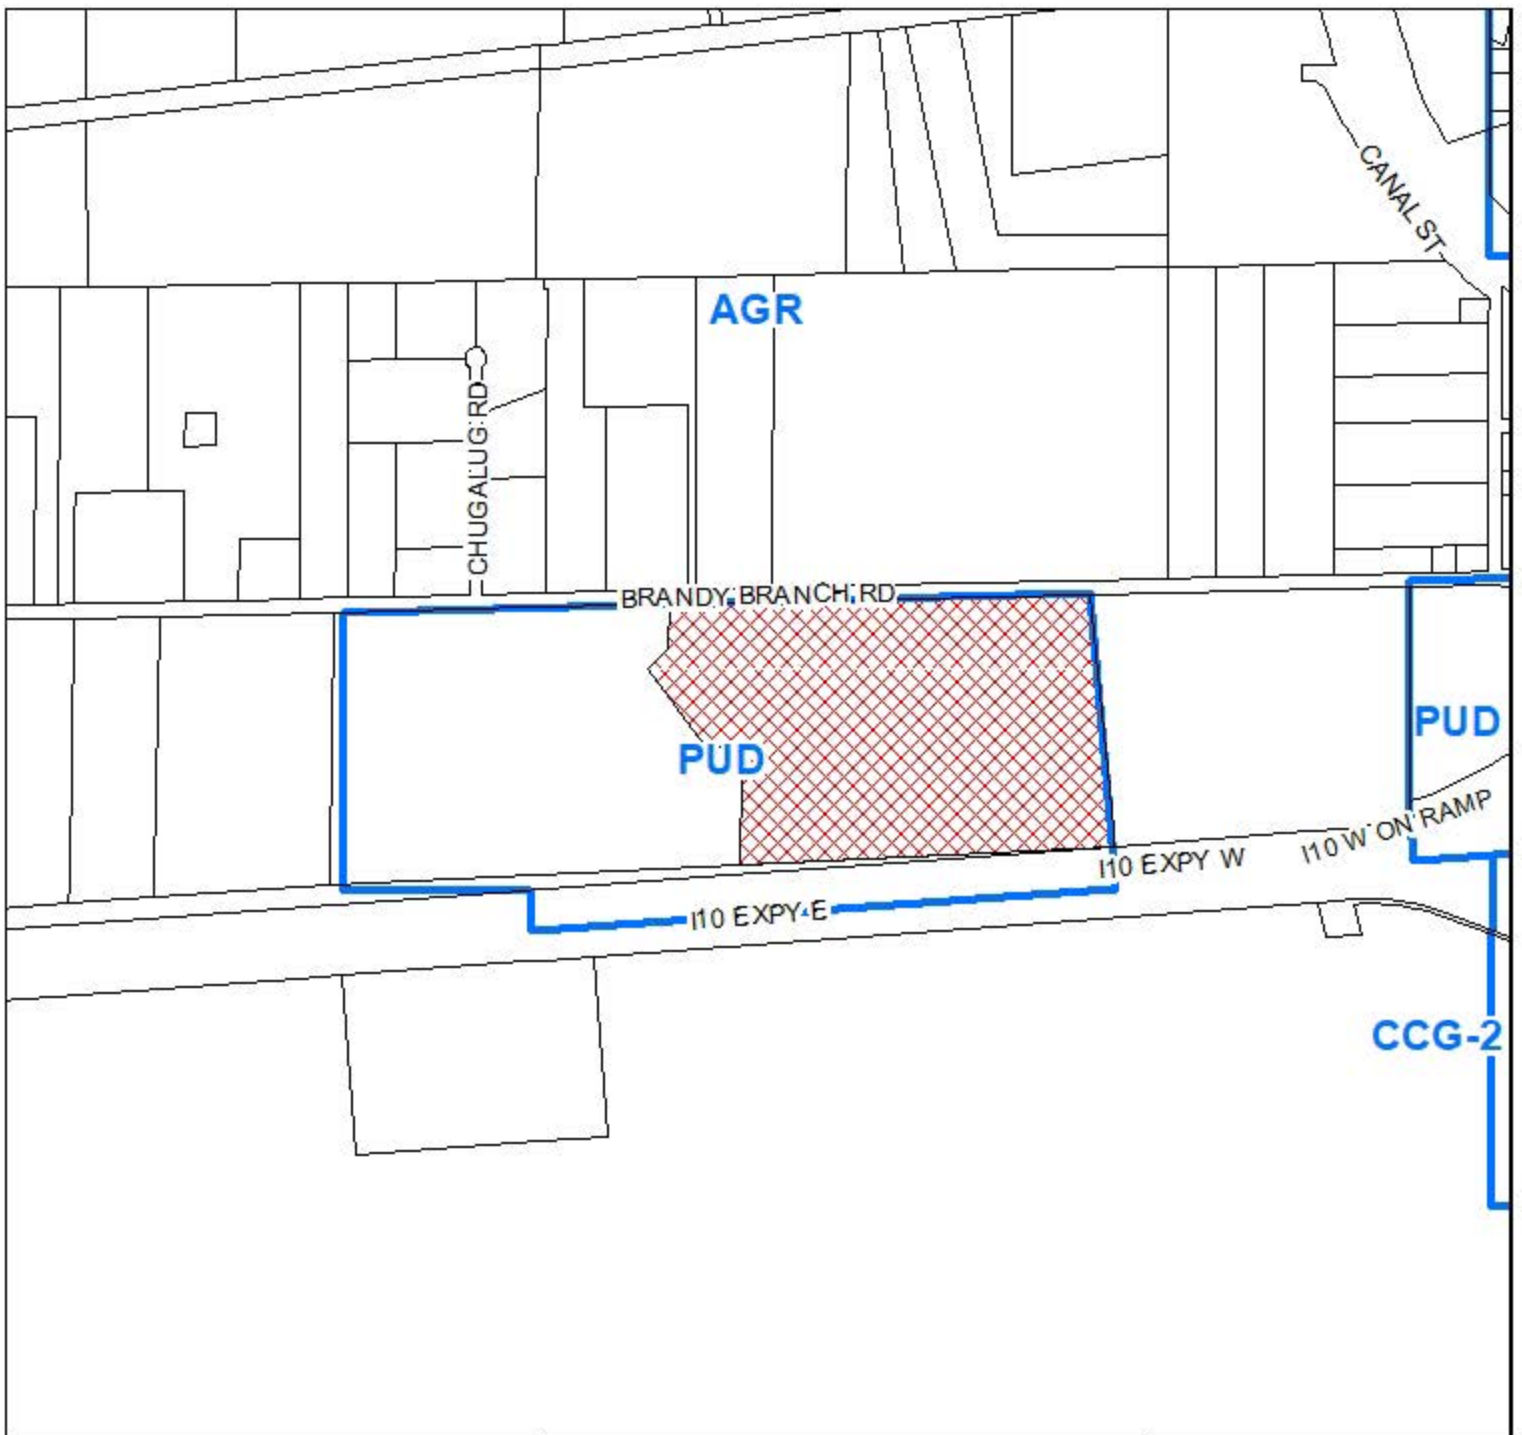 CANAL ST
AGR
CHUGALUG RD
BRANDY BRANCH RD
PUD
PUD
I10 W ON RAMP
I10 EXPY W
I10 EXPY E
CCG-2